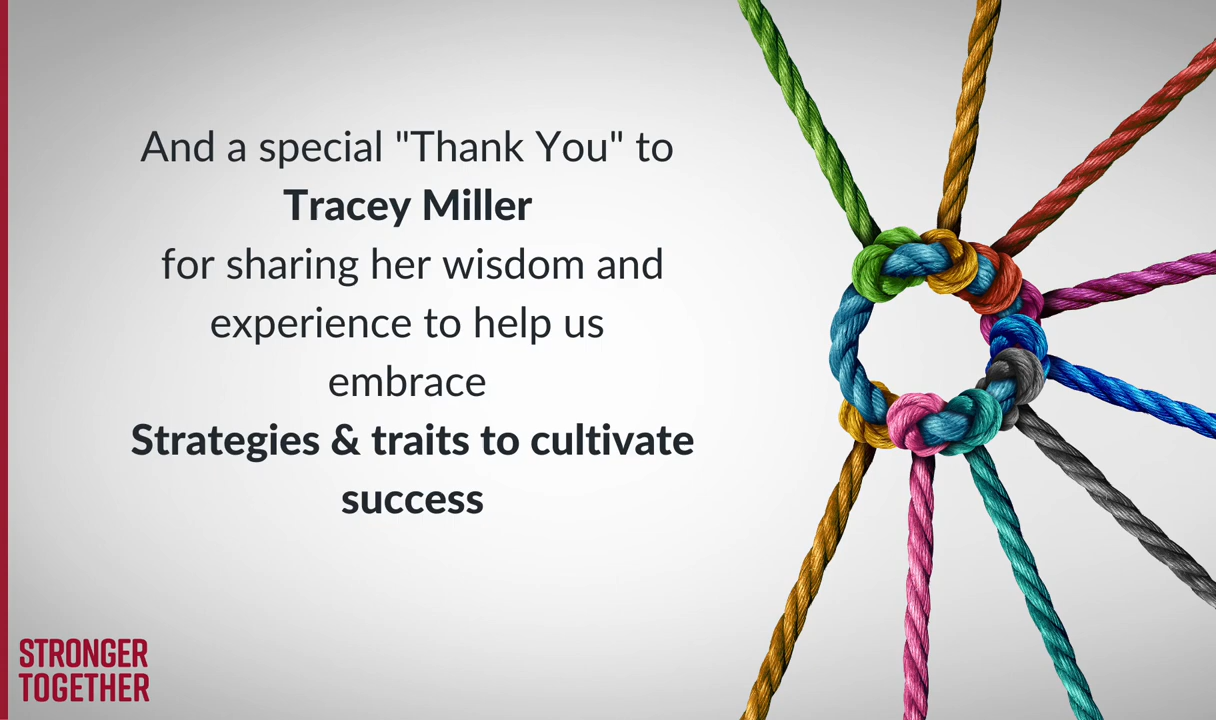 And a special "Thank You" to
Tracey Miller
for sharing her wisdom and
experience to help us
embrace
Strategies & traits to cultivate
success
STRONGER
TOGETHER